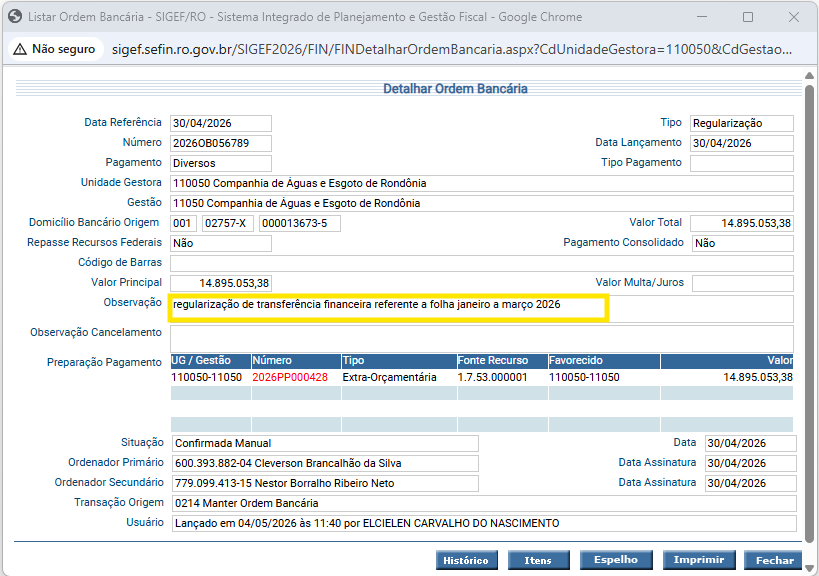 Listar Ordem Bancária - SIGEF/RO - Sistema Integrado de Planejamento e Gestão Fiscal - Google Chrome
Não seguro sigef.sefin.ro.gov.br/SIGEF2026/FIN/FINDetalharOrdemBancaria.aspx?CdUnidadeGestora=110050&CdGestao...
Detalhar Ordem Bancária
Data Referência 30/04/2026 Tipo Regularização
Número 2026OB056789 Data Lançamento 30/04/2026
Pagamento Diversos Tipo Pagamento
Unidade Gestora 110050 Companhia de Águas e Esgoto de Rondônia
Gestão 11050 Companhia de Águas e Esgoto de Rondônia
Domicílio Bancário Origem 001 02757-X 000013673-5 Valor Total 14.895.053,38
Repasse Recursos Federais Não Pagamento Consolidado Não
Código de Barras
Valor Principal 14.895.053,38 Valor Multa/Juros
Observação regularização de transferência financeira referente a folha janeiro a março 2026
Observação Cancelamento
Preparação Pagamento UG / Gestão Número Tipo Fonte Recurso Favorecido Valor
110050-11050 2026PP000428 Extra-Orçamentária 1.7.53.000001 110050-11050 14.895.053,38
Situação Confirmada Manual Data 30/04/2026
Ordenador Primário 600.393.882-04 Cleverson Brancalhão da Silva Data Assinatura 30/04/2026
Ordenador Secundário 779.099.413-15 Nestor Borralho Ribeiro Neto Data Assinatura 30/04/2026
Transação Origem 0214 Manter Ordem Bancária
Usuário Lançado em 04/05/2026 às 11:40 por ELCIELEN CARVALHO DO NASCIMENTO
Histórico Itens Espelho Imprimir Fechar